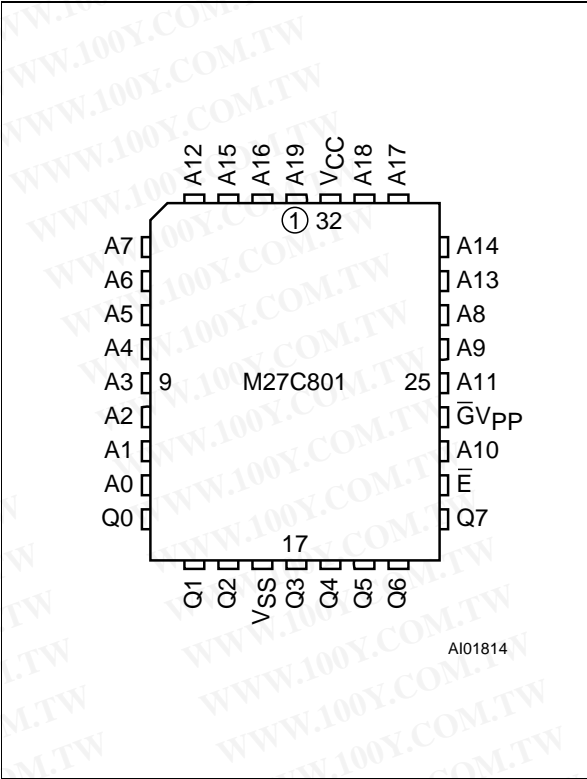 WWW.100Y.COM.TW
A12 A15 A16 A19 VCC A18 A17
1 32
A7 A14
A6 A13
A5 A8
A4 A9
A3 9 M27C801 25 A11
A2 G̅VPP
A1 A10
A0 E̅
Q0 Q7
17
Q1 Q2 VSS Q3 Q4 Q5 Q6
AI01814